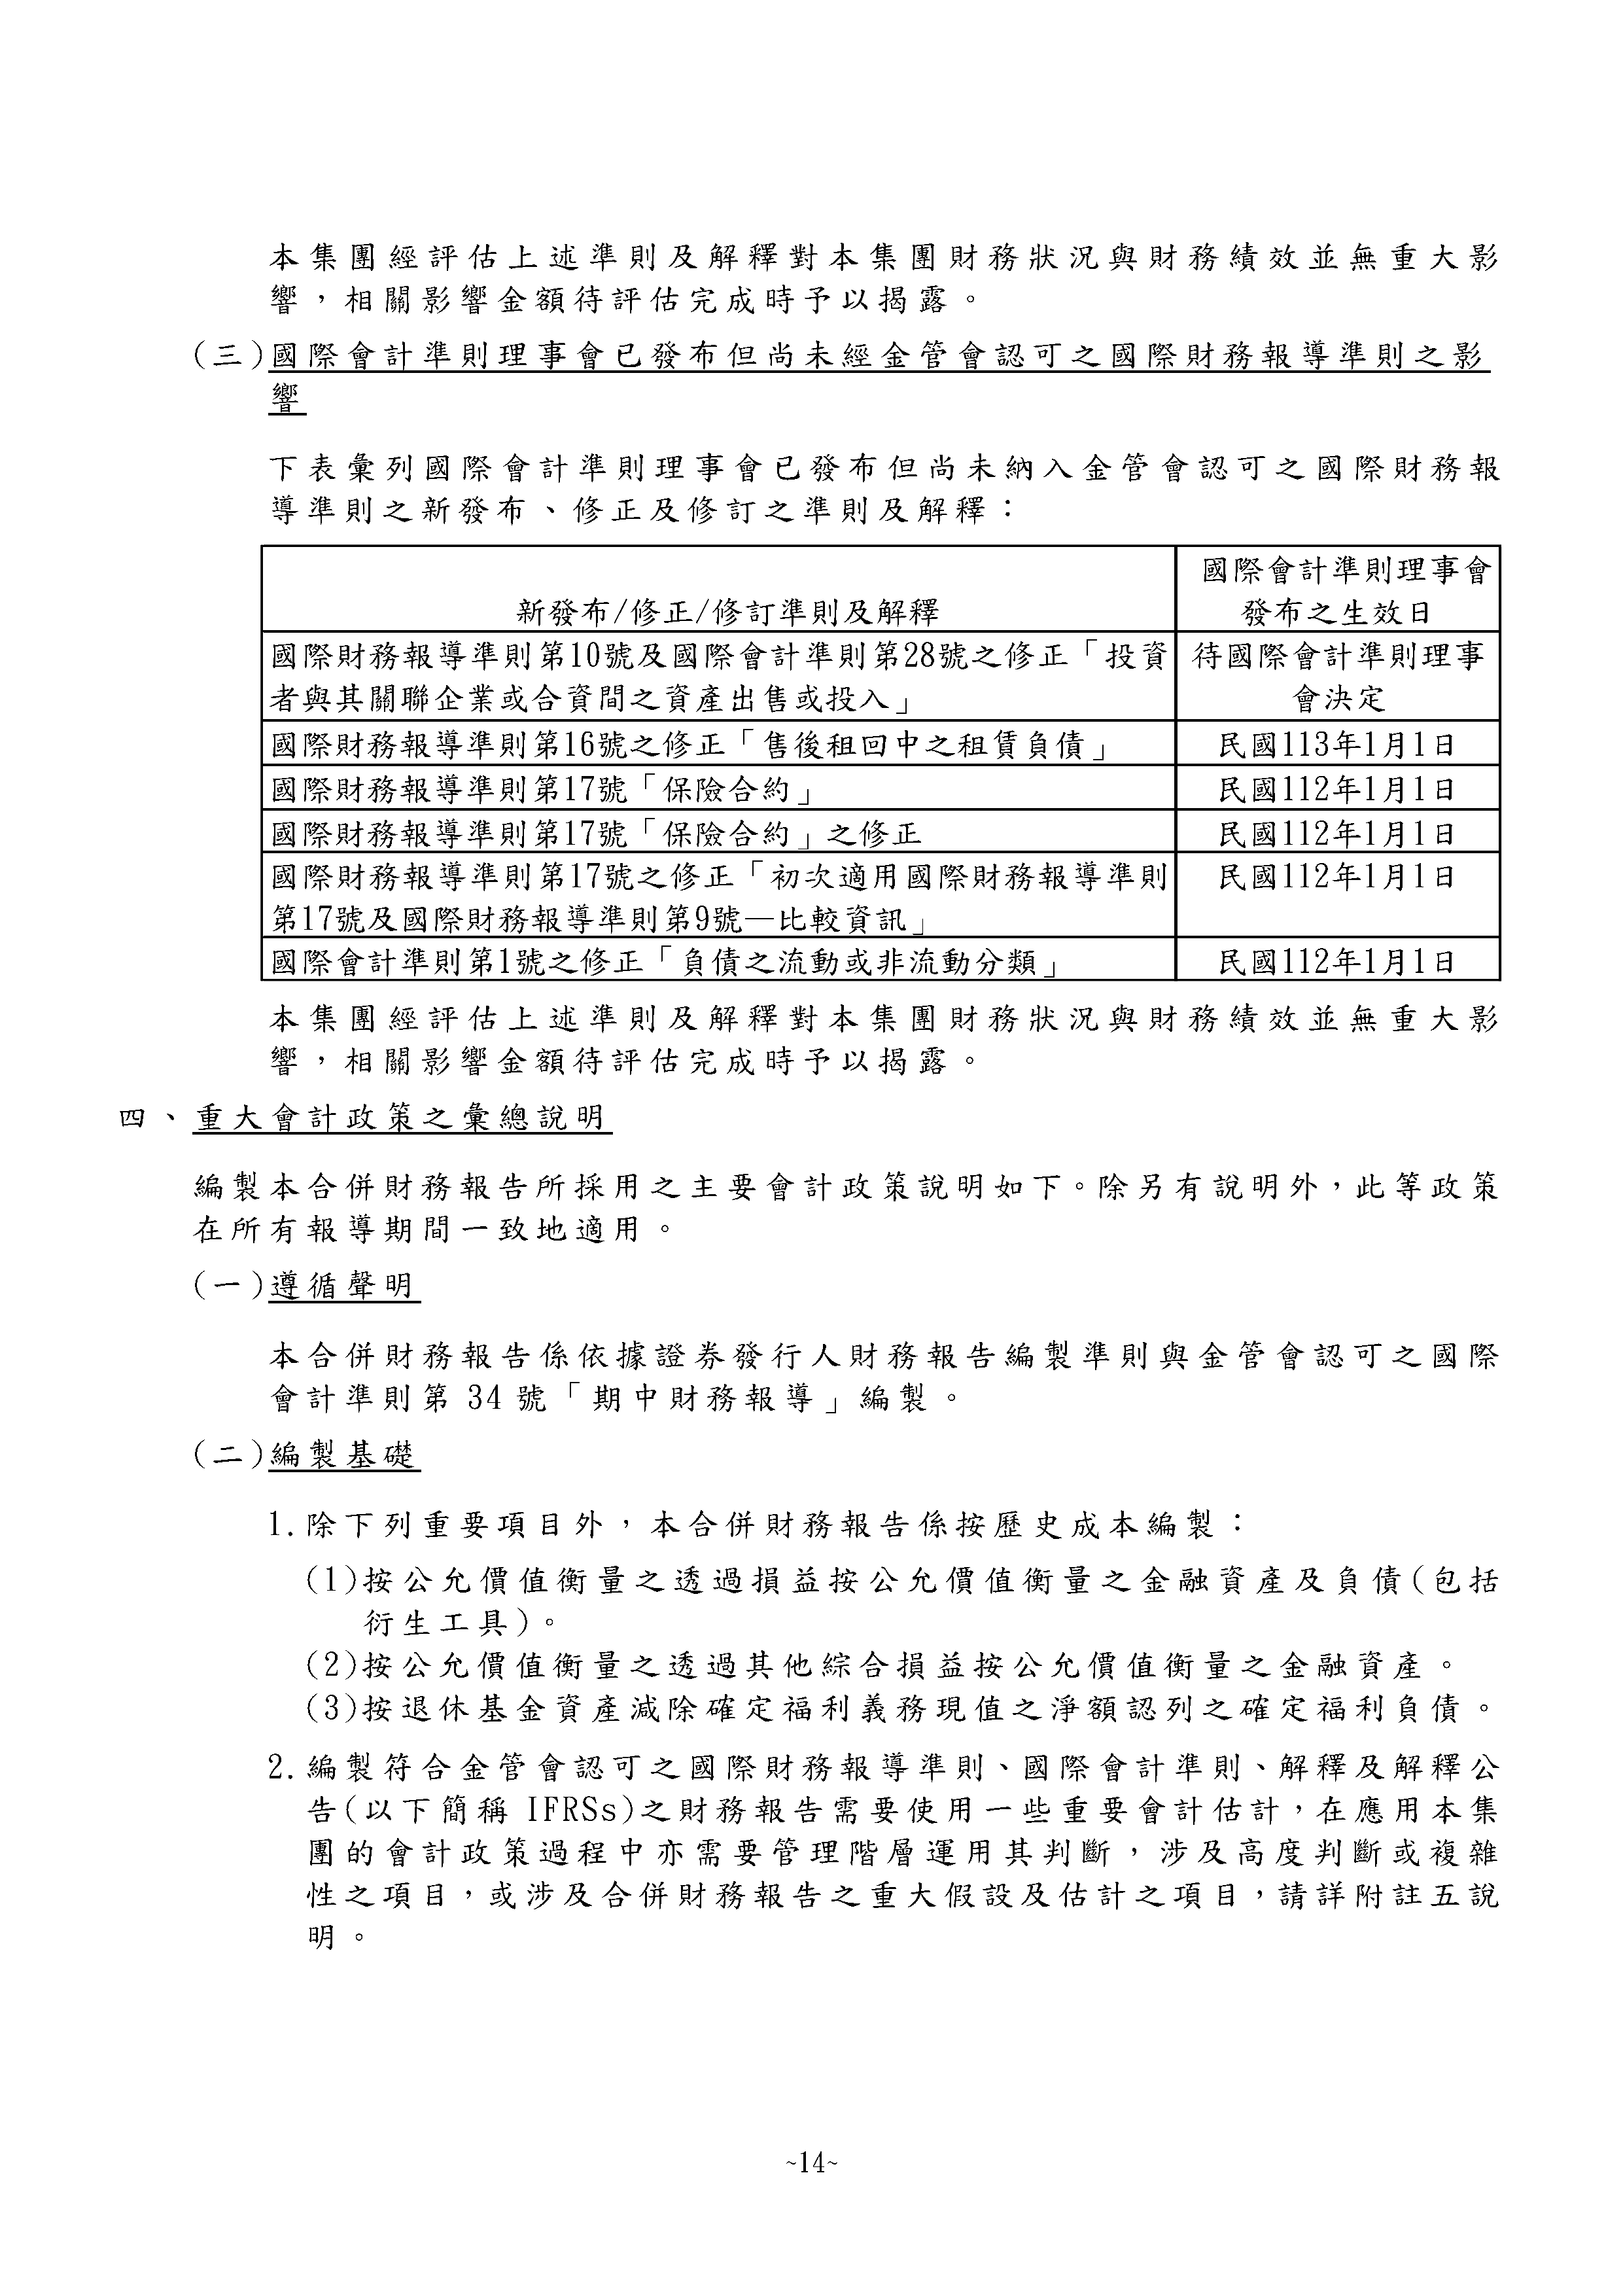 本集團經評估上述準則及解釋對本集團財務狀況與財務績效並無重大影
響，相關影響金額待評估完成時予以揭露。
(三)國際會計準則理事會已發布但尚未經金管會認可之國際財務報導準則之影
響
下表彙列國際會計準則理事會已發布但尚未納入金管會認可之國際財務報
導準則之新發布、修正及修訂之準則及解釋：
國際會計準則理事會
新發布/修正/修訂準則及解釋 發布之生效日
國際財務報導準則第10號及國際會計準則第28號之修正「投資 待國際會計準則理事
者與其關聯企業或合資間之資產出售或投入」 會決定
國際財務報導準則第16號之修正「售後租回中之租賃負債」 民國113年1月1日
國際財務報導準則第17號「保險合約」 民國112年1月1日
國際財務報導準則第17號「保險合約」之修正 民國112年1月1日
國際財務報導準則第17號之修正「初次適用國際財務報導準則 民國112年1月1日
第17號及國際財務報導準則第9號—比較資訊」
國際會計準則第1號之修正「負債之流動或非流動分類」 民國112年1月1日
本集團經評估上述準則及解釋對本集團財務狀況與財務績效並無重大影
響，相關影響金額待評估完成時予以揭露。
四、重大會計政策之彙總說明
編製本合併財務報告所採用之主要會計政策說明如下。除另有說明外，此等政策
在所有報導期間一致地適用。
(一)遵循聲明
本合併財務報告係依據證券發行人財務報告編製準則與金管會認可之國際
會計準則第 34 號「期中財務報導」編製。
(二)編製基礎
1.除下列重要項目外，本合併財務報告係按歷史成本編製：
(1)按公允價值衡量之透過損益按公允價值衡量之金融資產及負債(包括
衍生工具)。
(2)按公允價值衡量之透過其他綜合損益按公允價值衡量之金融資產。
(3)按退休基金資產減除確定福利義務現值之淨額認列之確定福利負債。
2.編製符合金管會認可之國際財務報導準則、國際會計準則、解釋及解釋公
告(以下簡稱 IFRSs)之財務報告需要使用一些重要會計估計，在應用本集
團的會計政策過程中亦需要管理階層運用其判斷，涉及高度判斷或複雜
性之項目，或涉及合併財務報告之重大假設及估計之項目，請詳附註五說
明。
~14~